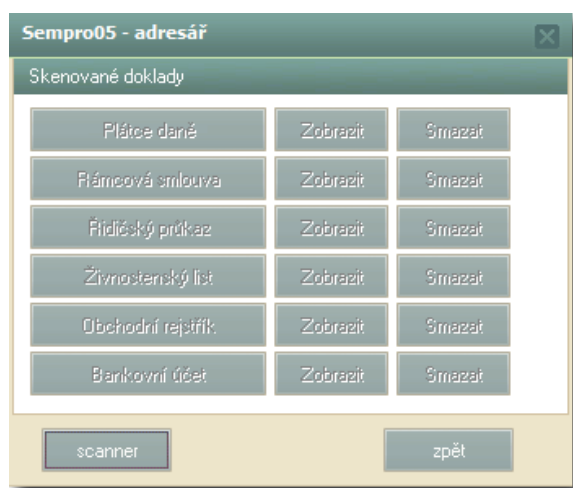 Sempro05 - adresář
Skenované doklady
Plátce daně Zobrazit Smazat
Rámcová smlouva Zobrazit Smazat
Řidičský průkaz Zobrazit Smazat
Živnostenský list Zobrazit Smazat
Obchodní rejstřík Zobrazit Smazat
Bankovní účet Zobrazit Smazat
scanner zpět